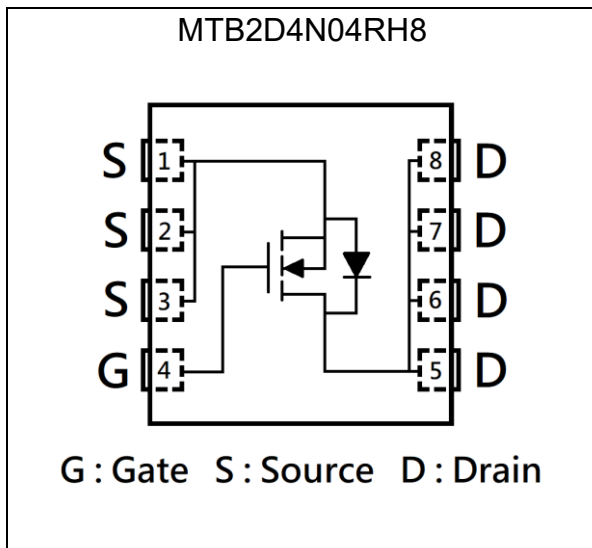 MTB2D4N04RH8
S 1 8 D
S 2 7 D
S 3 6 D
G 4 5 D
G : Gate S : Source D : Drain